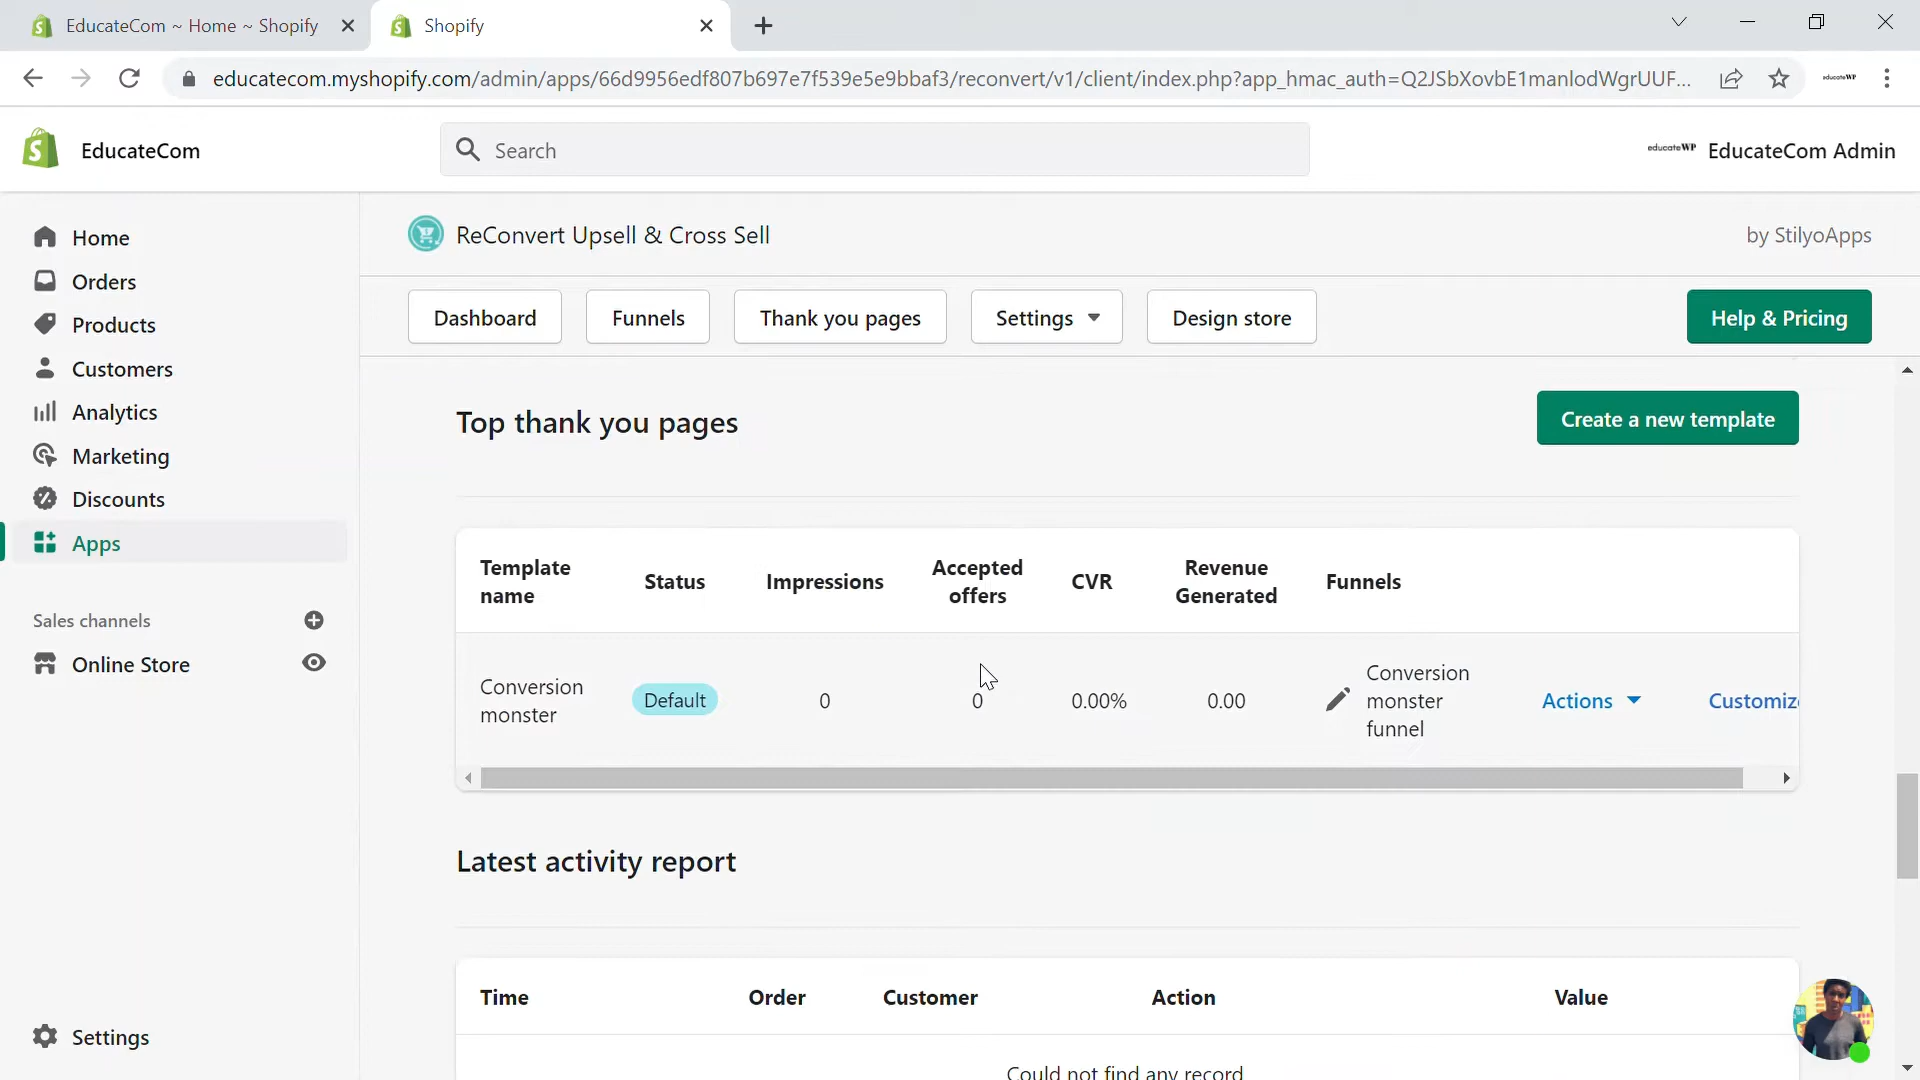 EducateCom ~ Home ~ Shopify
Shopify
educatecom.myshopify.com/admin/apps/66d9956edf807b697e7f539e5e9bbaf3/reconvert/v1/client/index.php?app_hmac_auth=Q2JSbXovbE1manlodWgrUUF...
educateWP
EducateCom
Search
educateWP EducateCom Admin
Home
Orders
Products
Customers
Analytics
Marketing
Discounts
Apps
Sales channels
Online Store
Settings
ReConvert Upsell & Cross Sell
by StilyoApps
Dashboard
Funnels
Thank you pages
Settings
Design store
Help & Pricing
Top thank you pages
Create a new template
Template name
Status
Impressions
Accepted offers
CVR
Revenue Generated
Funnels
Conversion monster
Default
0
0
0.00%
0.00
Conversion monster funnel
Actions
Customize
Latest activity report
Time
Order
Customer
Action
Value
Could not find any record